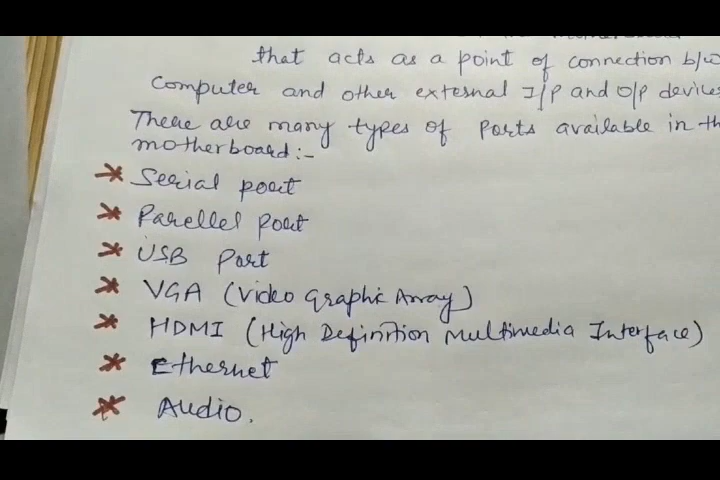 that acts as a point of connection b/w
Computer and other external I/P and O/P devices
There are many types of Ports available in th
motherboard:-
* Serial port
* Parellel Port
* USB Port
* VGA (Video Graphic Array)
* HDMI (High Definition Multimedia Interface)
* Ethernet
* Audio.